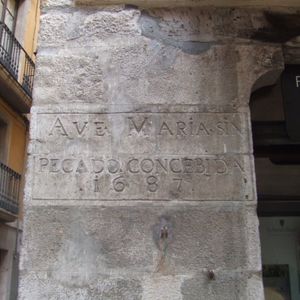 AVE MARIA SIN
PECADO CONCEBIDA
. 1687 .